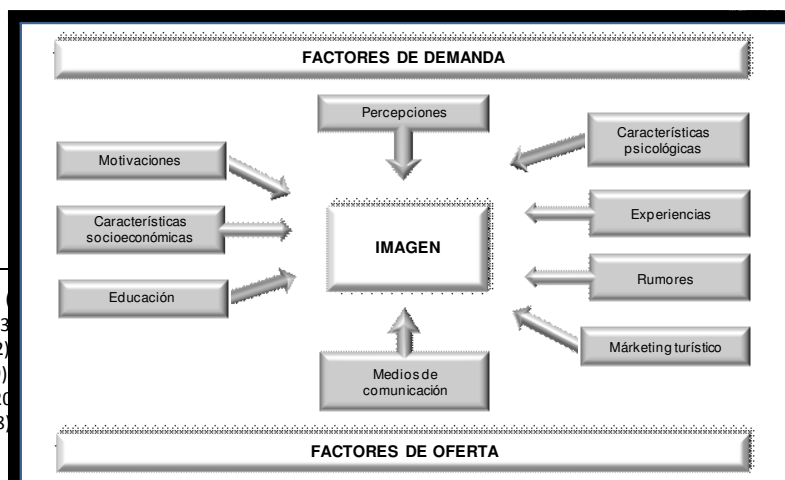 FACTORES DE DEMANDA
Percepciones
Motivaciones
Características
psicológicas
Características
socioeconómicas
Experiencias
IMAGEN
Educación
Rumores
Medios de
comunicación
Márketing turístico
FACTORES DE OFERTA